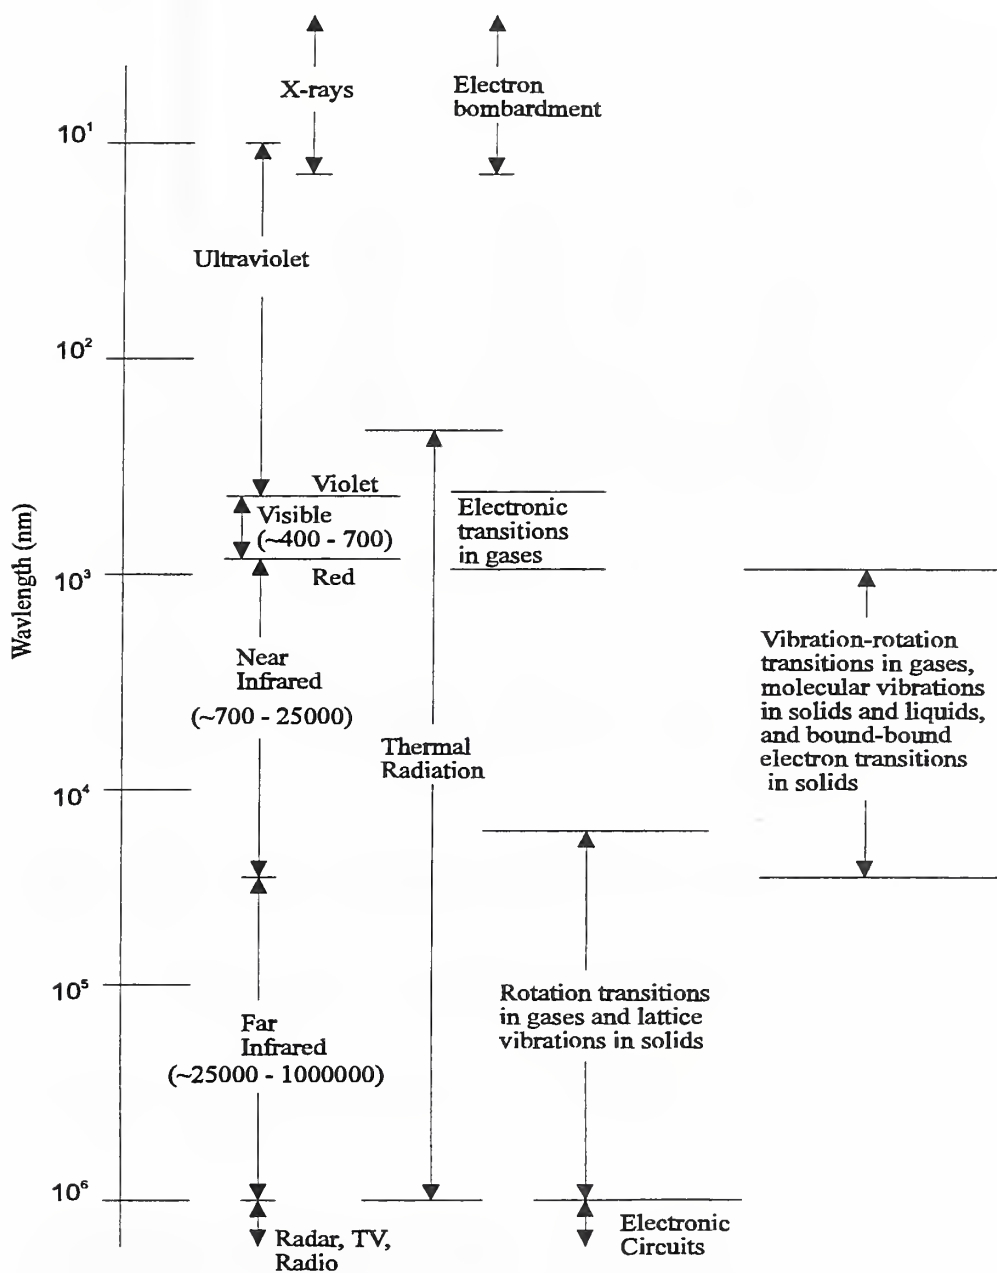 X-rays
Electron
bombardment
10¹
Ultraviolet
10²
Violet
Visible
(~400 - 700)
Electronic
transitions
in gases
Wavlength (nm)
10³
Red
Near
Infrared
(~700 - 25000)
Vibration-rotation
transitions in gases,
molecular vibrations
in solids and liquids,
and bound-bound
electron transitions
in solids
Thermal
Radiation
10⁴
10⁵
Rotation transitions
in gases and lattice
vibrations in solids
Far
Infrared
(~25000 - 1000000)
10⁶
Radar, TV,
Radio
Electronic
Circuits